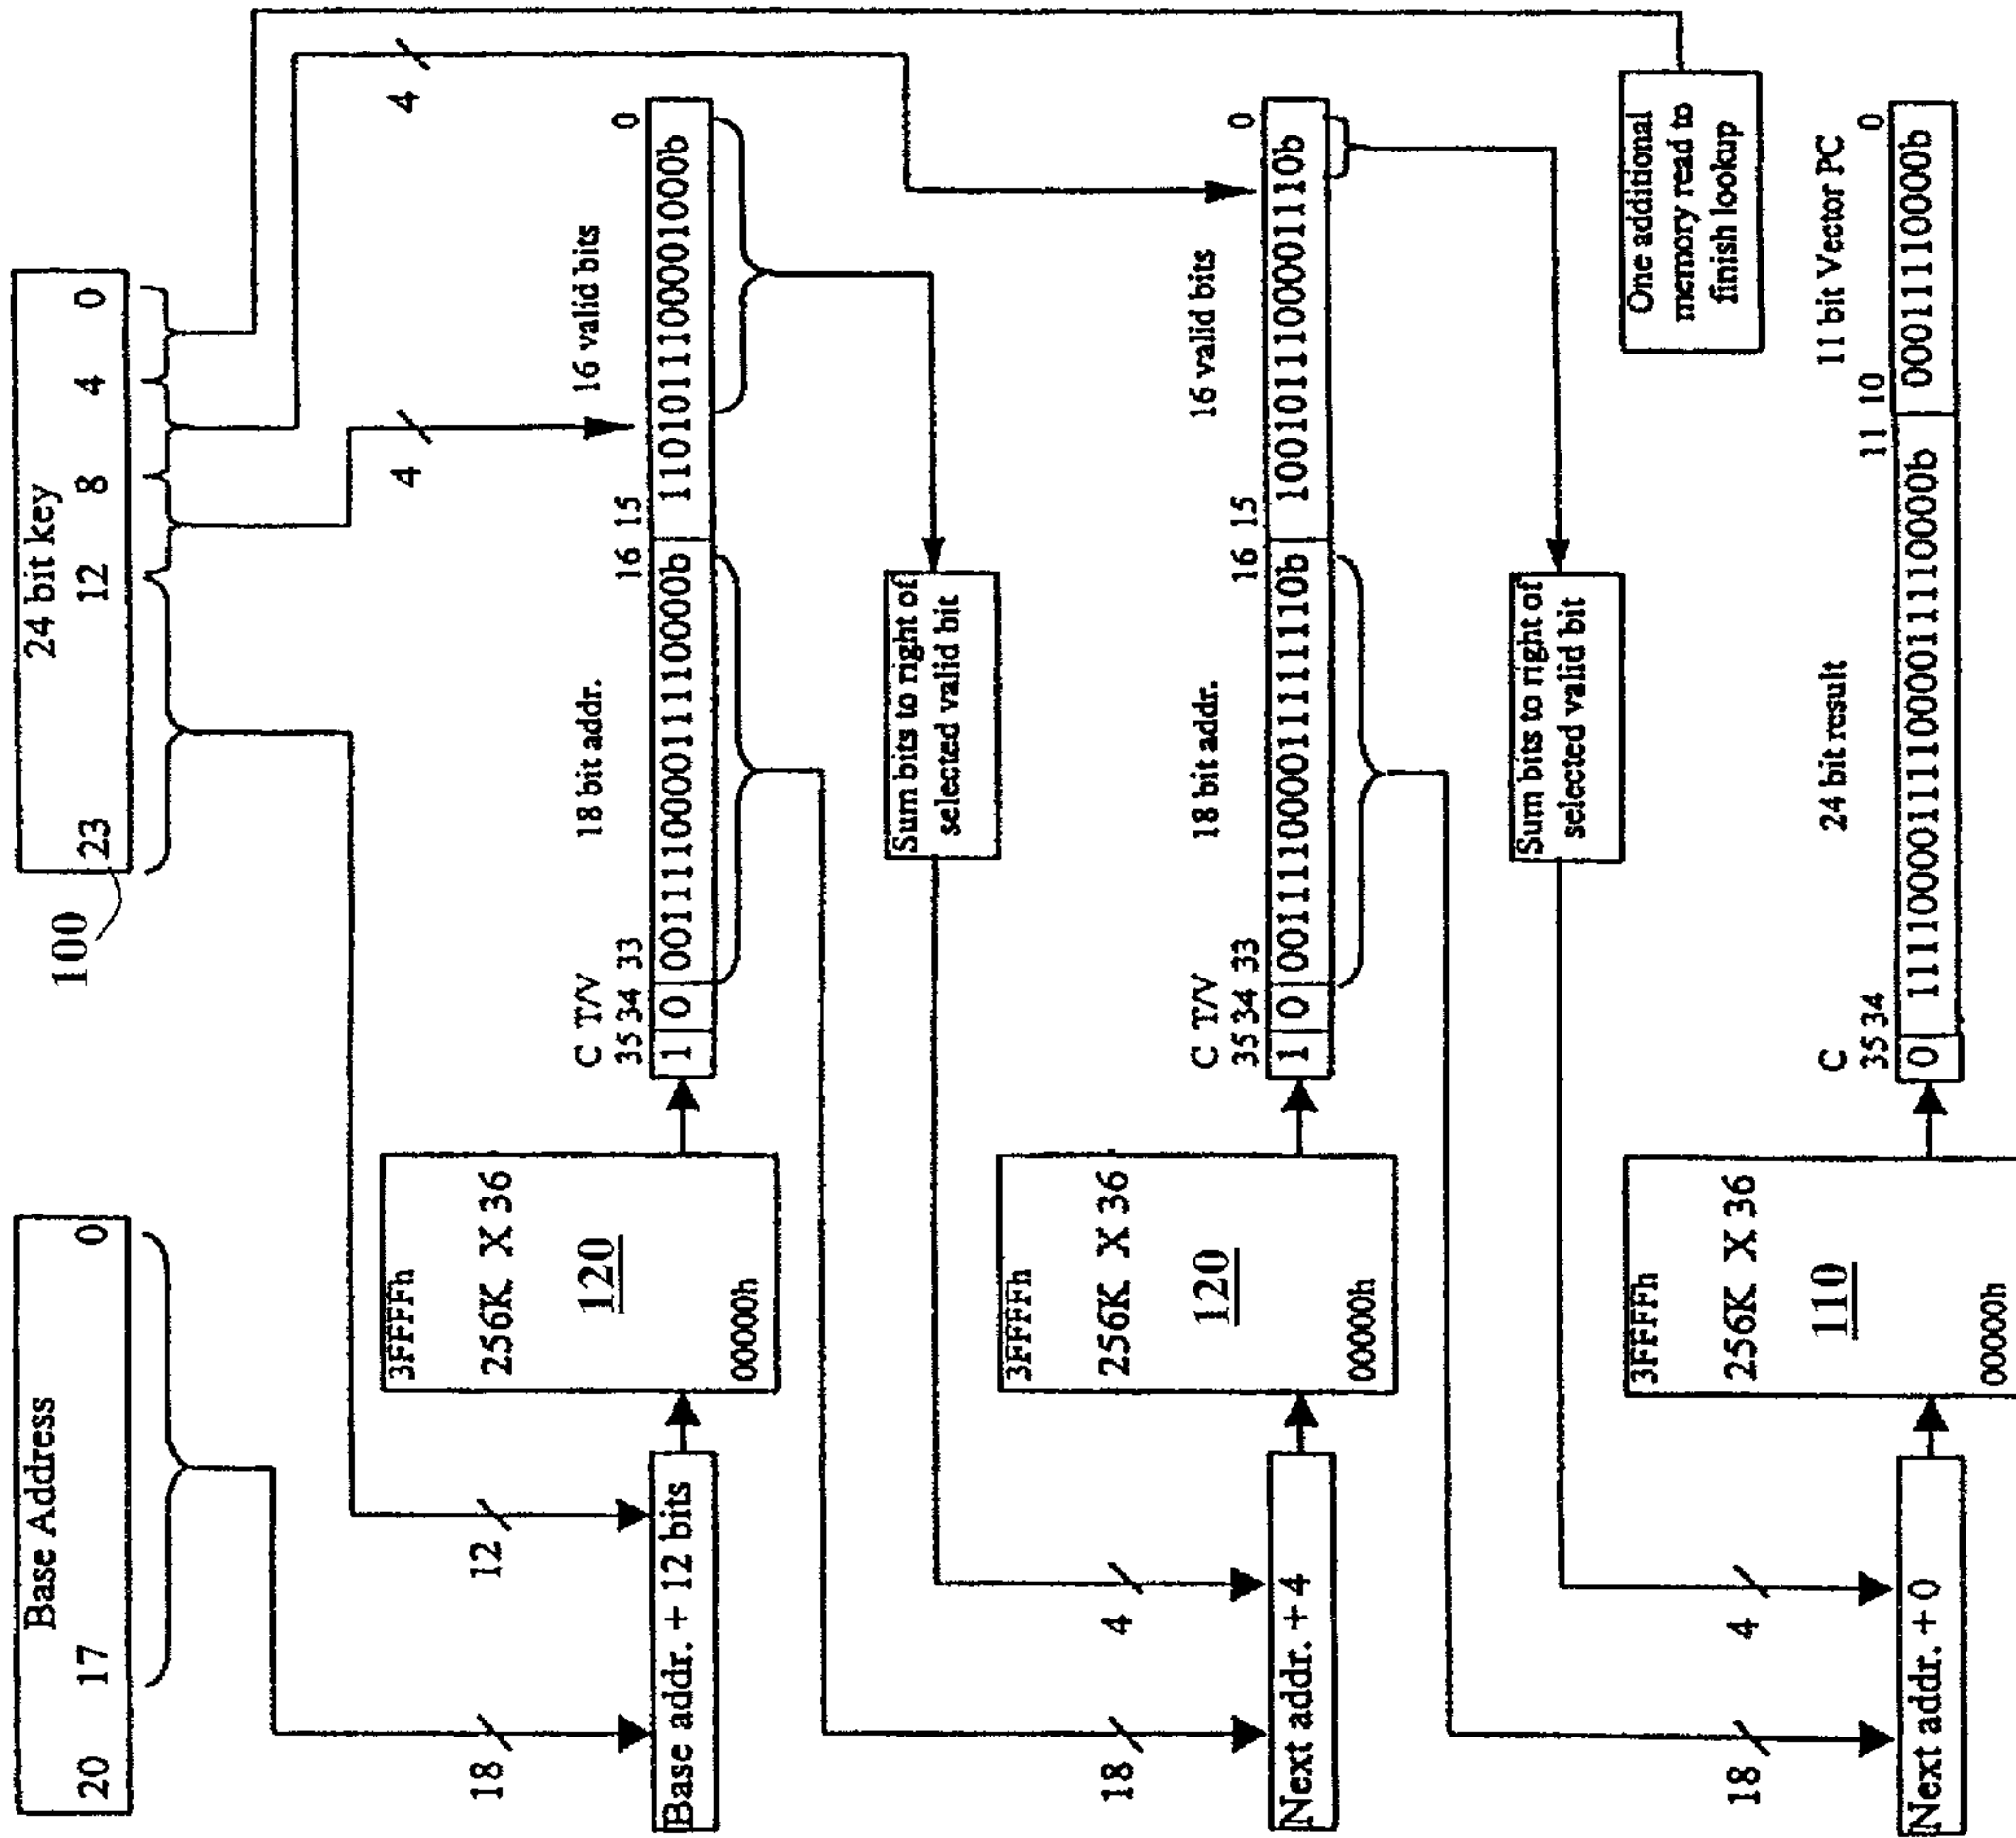 Base Address
20 17 0
24 bit key
23 12 8 4 0
100
18
12
4
4
Base addr. + 12 bits
3FFFFh
256K X 36
120
00000h
C T/V 18 bit addr. 16 valid bits
35 34 33 16 15 0
1 0 001111000011110000b 1101011100001000b
Sum bits to right of
selected valid bit
18
4
Next addr. + 4
3FFFFh
256K X 36
120
00000h
C T/V 18 bit addr. 16 valid bits
35 34 33 16 15 0
1 0 001111000011111110b 1001011100001110b
Sum bits to right of
selected valid bit
One additional
memory read to
finish lookup
18
4
Next addr. + 0
3FFFFh
256K X 36
110
00000h
C 24 bit result 11 bit Vector PC
35 34 11 10 0
0 111100001111000011110000b 00011110000b